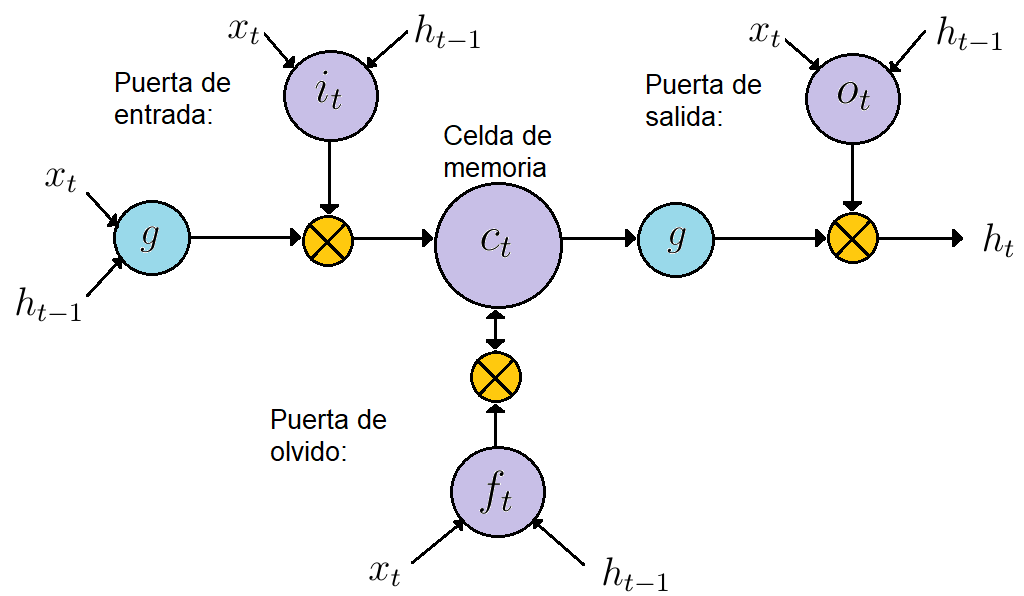 x_t
h_{t-1}
Puerta de
entrada:
i_t
x_t
h_{t-1}
Puerta de
salida:
o_t
Celda de
memoria
x_t
g
h_{t-1}
c_t
g
h_t
Puerta de
olvido:
f_t
x_t
h_{t-1}